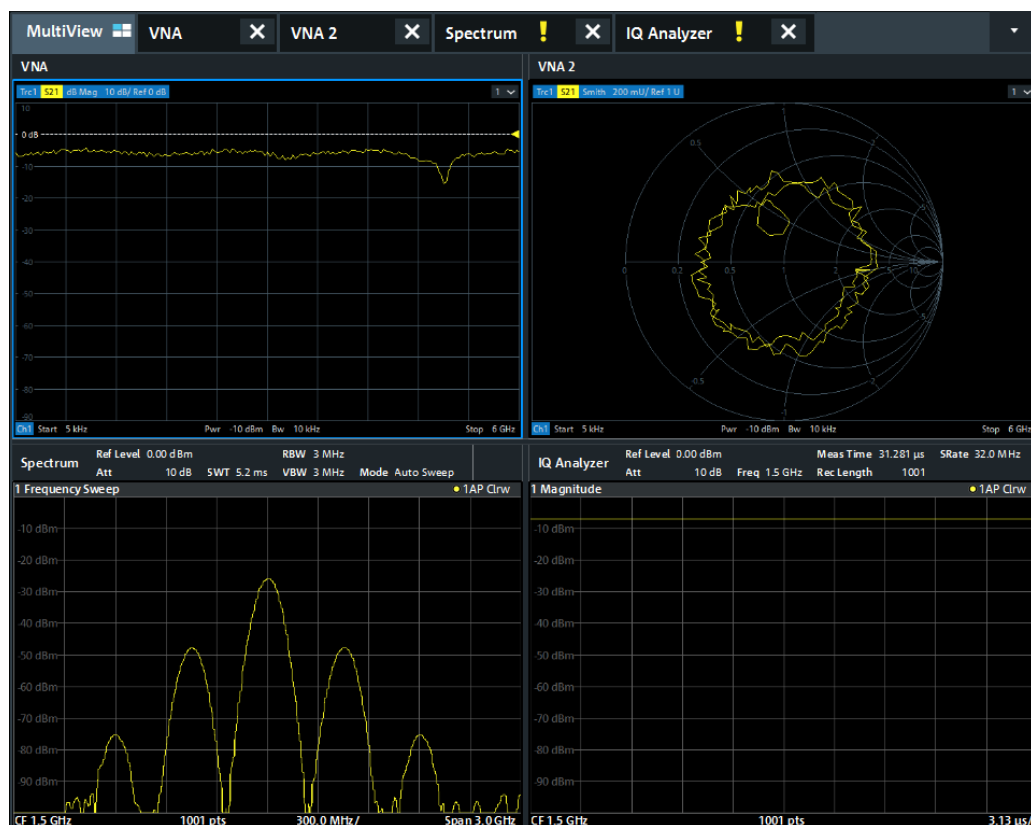 MultiView VNA X VNA 2 X Spectrum ! X IQ Analyzer ! X
VNA
Trc1 S21 dB Mag 10 dB/ Ref 0 dB 1
10
0 dB
-10
-20
-30
-40
-50
-60
-70
-80
-90
Ch1 Start 5 kHz Pwr -10 dBm Bw 10 kHz Stop 6 GHz
VNA 2
Trc1 S21 Smith 200 mU/ Ref 1 U 1
1
0.5 2
5
0 0.2 0.5 1 2 5 10
-5
-0.5 -2
-1
Ch1 Start 5 kHz Pwr -10 dBm Bw 10 kHz Stop 6 GHz
Spectrum Ref Level 0.00 dBm RBW 3 MHz
Att 10 dB SWT 5.2 ms VBW 3 MHz Mode Auto Sweep
1 Frequency Sweep 1AP Clrw
-10 dBm
-20 dBm
-30 dBm
-40 dBm
-50 dBm
-60 dBm
-70 dBm
-80 dBm
-90 dBm
CF 1.5 GHz 1001 pts 300.0 MHz/ Span 3.0 GHz
IQ Analyzer Ref Level 0.00 dBm Meas Time 31.281 µs SRate 32.0 MHz
Att 10 dB Freq 1.5 GHz Rec Length 1001
1 Magnitude 1AP Clrw
-10 dBm
-20 dBm
-30 dBm
-40 dBm
-50 dBm
-60 dBm
-70 dBm
-80 dBm
-90 dBm
CF 1.5 GHz 1001 pts 3.13 µs/